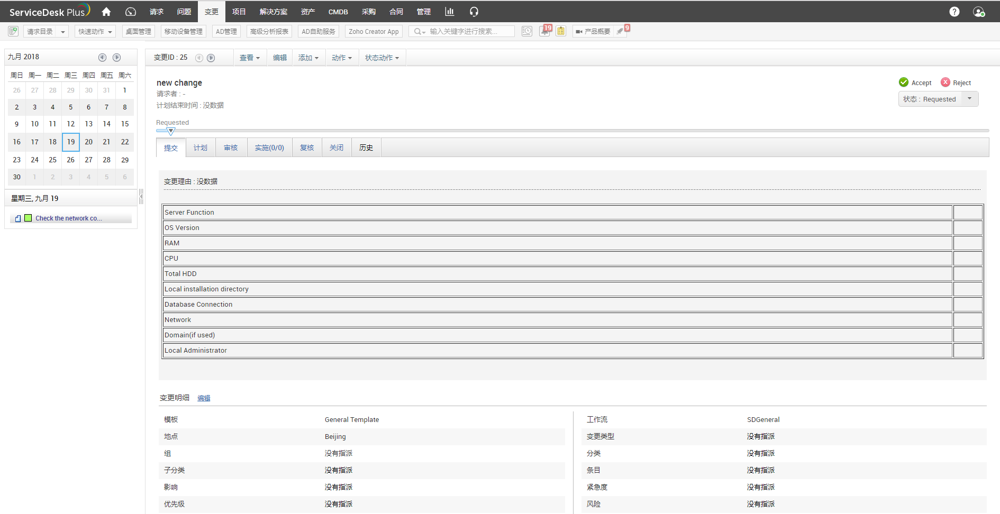 ServiceDesk Plus 请求 问题 变更 项目 解决方案 资产 CMDB 采购 合同 管理
请求目录 快速动作 桌面管理 移动设备管理 AD管理 高级分析报表 AD自助服务 Zoho Creator App 输入关键字进行搜索... 19 产品概要 9
九月 2018
周日 周一 周二 周三 周四 周五 周六
26 27 28 29 30 31 1
2 3 4 5 6 7 8
9 10 11 12 13 14 15
16 17 18 19 20 21 22
23 24 25 26 27 28 29
30 1 2 3 4 5 6
星期三, 九月 19
Check the network co...
变更ID : 25 查看 编辑 添加 动作 状态动作
new change
请求者 : -
计划结束时间 : 没数据
Accept Reject
状态 : Requested
Requested
提交 计划 审核 实施(0/0) 复核 关闭 历史
变更理由 : 没数据
Server Function
OS Version
RAM
CPU
Total HDD
Local installation directory
Database Connection
Network
Domain(if used)
Local Administrator
变更明细 编辑
模板 General Template 工作流 SDGeneral
地点 Beijing 变更类型 没有指派
组 没有指派 分类 没有指派
子分类 没有指派 条目 没有指派
影响 没有指派 紧急度 没有指派
优先级 没有指派 风险 没有指派